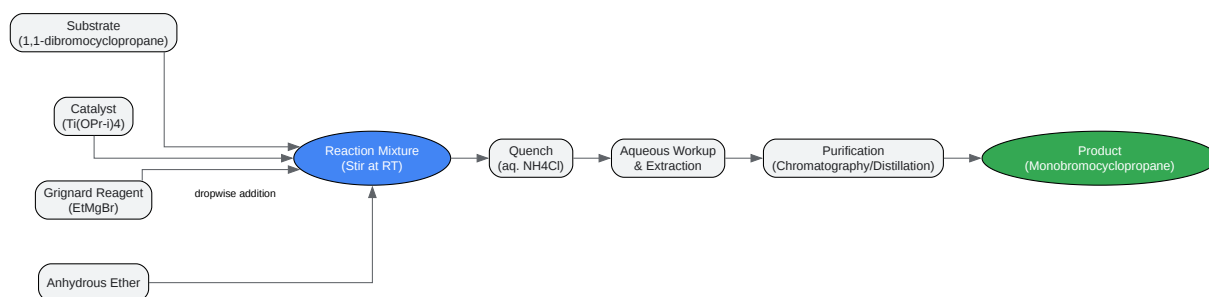 Substrate
(1,1-dibromocyclopropane)
Catalyst
(Ti(OPr-i)4)
Grignard Reagent
(EtMgBr)
dropwise addition
Anhydrous Ether
Reaction Mixture
(Stir at RT)
Quench
(aq. NH4Cl)
Aqueous Workup
& Extraction
Purification
(Chromatography/Distillation)
Product
(Monobromocyclopropane)